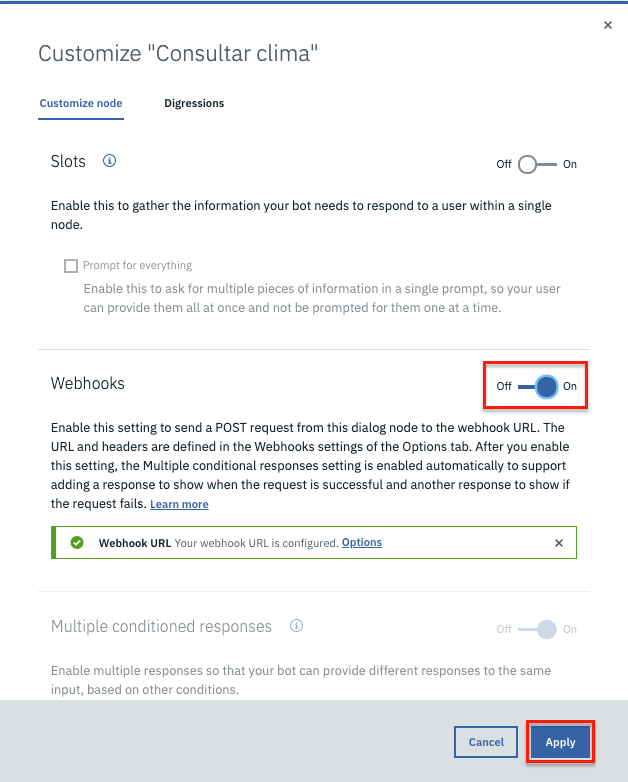 Customize "Consultar clima"
Customize node
Digressions
Slots
Off On
Enable this to gather the information your bot needs to respond to a user within a single
node.
Prompt for everything
Enable this to ask for multiple pieces of information in a single prompt, so your user
can provide them all at once and not be prompted for them one at a time.
Webhooks
Off On
Enable this setting to send a POST request from this dialog node to the webhook URL. The
URL and headers are defined in the Webhooks settings of the Options tab. After you enable
this setting, the Multiple conditional responses setting is enabled automatically to support
adding a response to show when the request is successful and another response to show if
the request fails. Learn more
Webhook URL Your webhook URL is configured. Options
Multiple conditioned responses
Off On
Enable multiple responses so that your bot can provide different responses to the same
input, based on other conditions.
Cancel
Apply